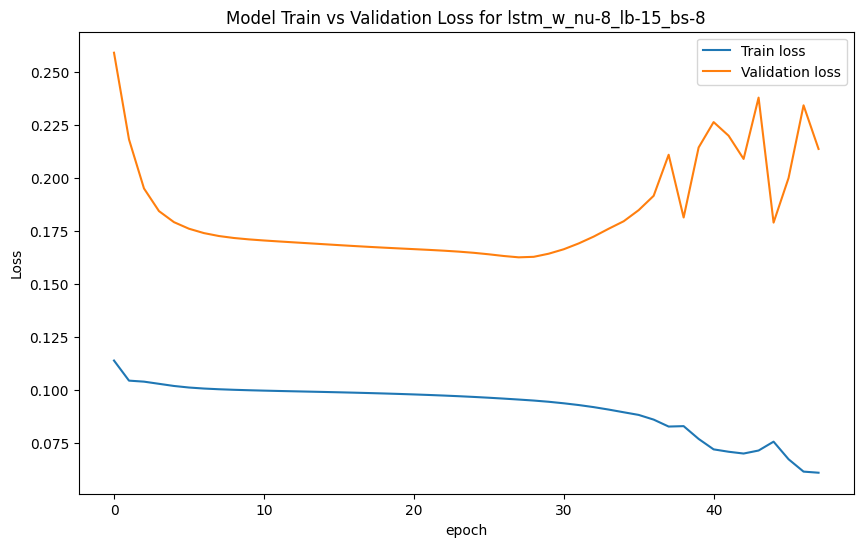 Model Train vs Validation Loss for lstm_w_nu-8_lb-15_bs-8
Train loss
Validation loss
0.250
0.225
0.200
0.175
0.150
0.125
0.100
0.075
Loss
0 10 20 30 40
epoch